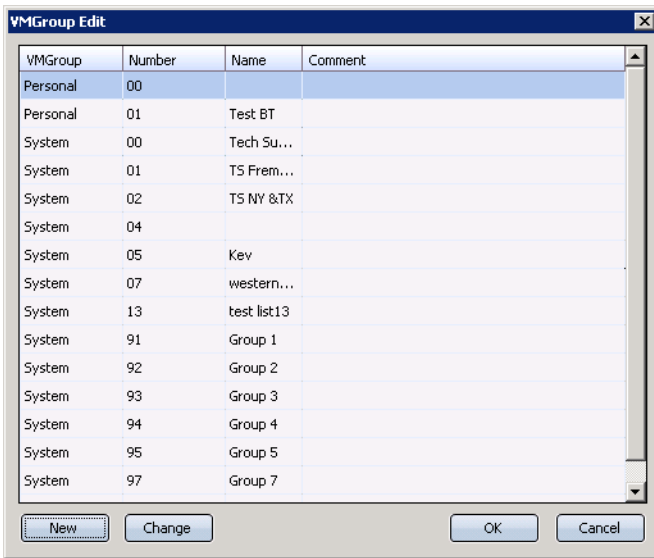 VMGroup Edit
VMGroup Number Name Comment
Personal 00
Personal 01 Test BT
System 00 Tech Su...
System 01 TS Frem...
System 02 TS NY &TX
System 04
System 05 Kev
System 07 western...
System 13 test list13
System 91 Group 1
System 92 Group 2
System 93 Group 3
System 94 Group 4
System 95 Group 5
System 97 Group 7
New Change OK Cancel